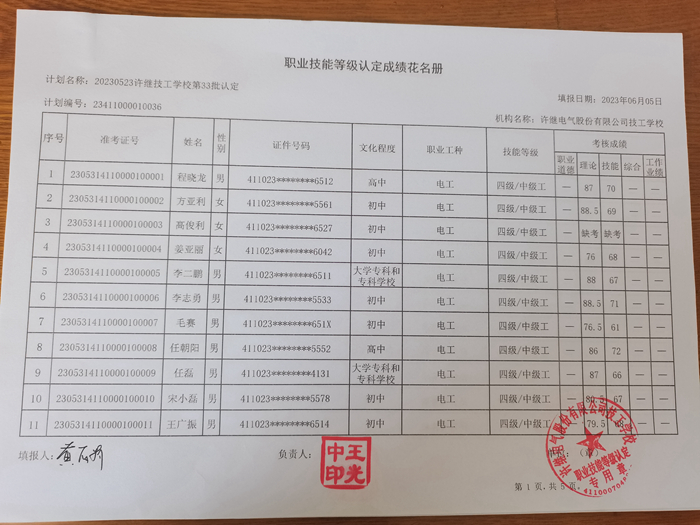 职业技能等级认定成绩花名册
计划名称: 20230523许继技工学校第33批认定
填报日期: 2023年06月05日
计划编号: 23411000010036
机构名称: 许继电气股份有限公司技工学校
序号 准考证号 姓名 性别 证件号码 文化程度 职业工种 技能等级 考核成绩
职业道德 理论 技能 综合 工作业绩
1 2305314110000100001 程晓龙 男 411023********6512 高中 电工 四级/中级工 — 87 70 — —
2 2305314110000100002 方亚利 女 411023********5561 初中 电工 四级/中级工 — 88.5 69 — —
3 2305314110000100003 高俊利 女 411023********6527 初中 电工 四级/中级工 — 缺考 缺考 — —
4 2305314110000100004 姜亚丽 女 411023********6042 初中 电工 四级/中级工 — 76 68 — —
5 2305314110000100005 李二鹏 男 411023********6511 大学专科和专科学校 电工 四级/中级工 — 88 67 — —
6 2305314110000100006 李志勇 男 411023********5533 初中 电工 四级/中级工 — 88.5 71 — —
7 2305314110000100007 毛赛 男 411023********651X 初中 电工 四级/中级工 — 76.5 61 — —
8 2305314110000100008 任朝阳 男 411023********5552 高中 电工 四级/中级工 — 86 72 — —
9 2305314110000100009 任磊 男 411023********4131 大学专科和专科学校 电工 四级/中级工 — 87 66 — —
10 2305314110000100010 宋小磊 男 411023********5578 初中 电工 四级/中级工 — 67 — —
11 2305314110000100011 王广振 男 411023********6514 初中 电工 四级/中级工 — 79.5
填报人: 黄
负责人:
王光中印
许继电气股份有限公司技工学校
职业技能等级认定
专用章
第 1 页, 共 5 页